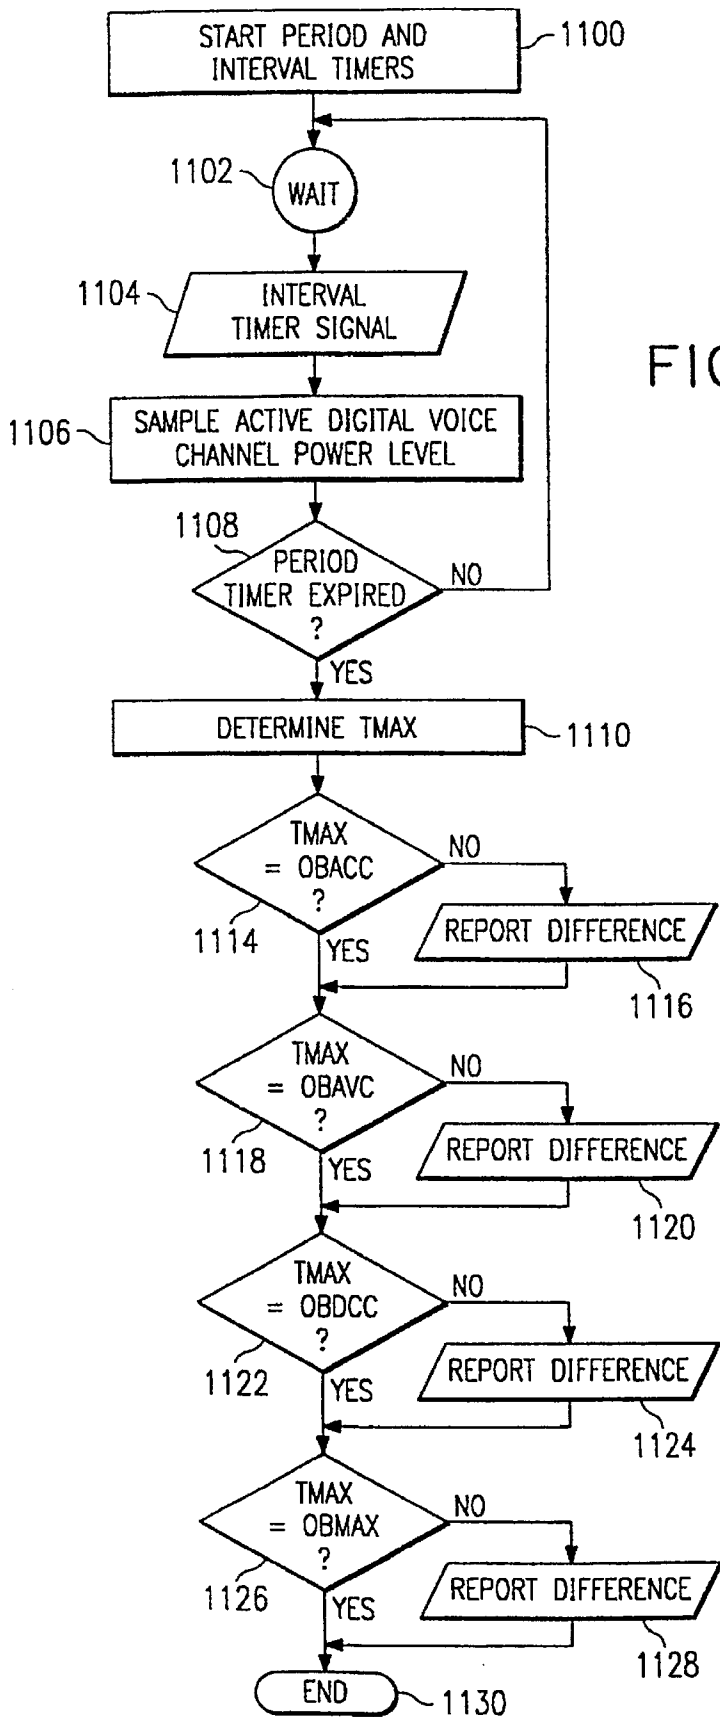 START PERIOD AND
INTERVAL TIMERS
1100
1102
WAIT
1104
INTERVAL
TIMER SIGNAL
FIG
1106
SAMPLE ACTIVE DIGITAL VOICE
CHANNEL POWER LEVEL
1108
PERIOD
TIMER EXPIRED
?
NO
YES
DETERMINE TMAX
1110
TMAX
= OBACC
?
NO
1114
YES
REPORT DIFFERENCE
1116
TMAX
= OBAVC
?
NO
1118
YES
REPORT DIFFERENCE
1120
TMAX
= OBDCC
?
NO
1122
YES
REPORT DIFFERENCE
1124
TMAX
= OBMAX
?
NO
1126
YES
REPORT DIFFERENCE
1128
END
1130